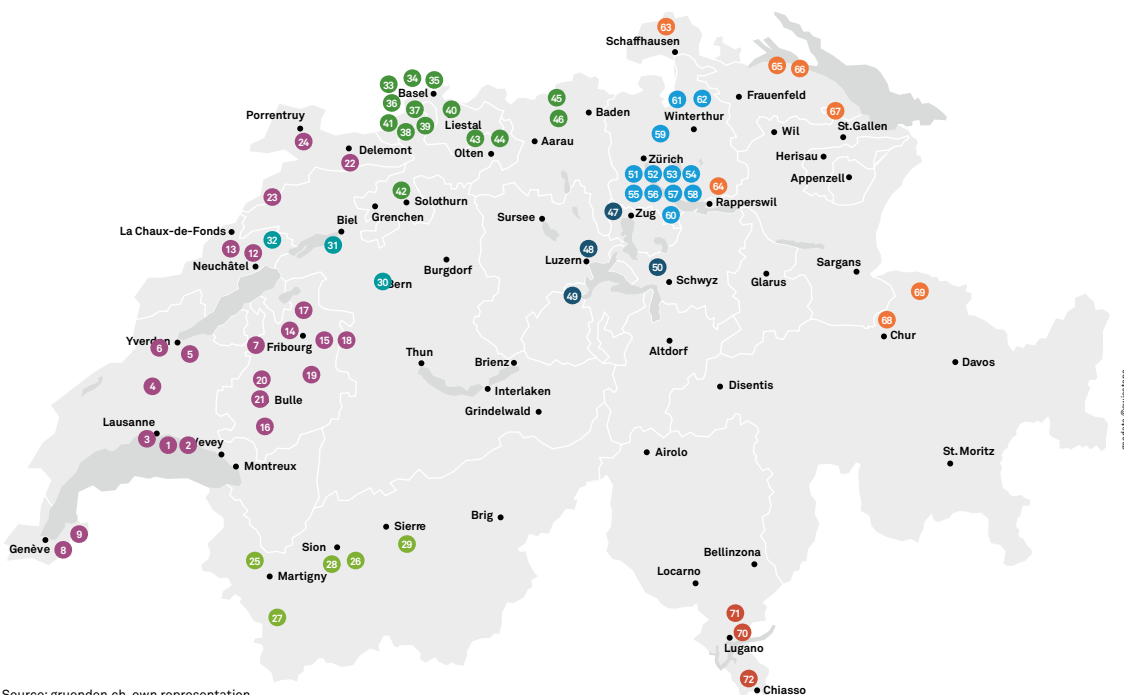 63
Schaffhausen
65 66
34
33 35
Basel
36
37 40
41 38 39
Liestal
45
46
Baden
61 62
Winterthur
Frauenfeld
67
St.Gallen
Porrentruy
24
Delemont
22
43 44
Olten
Aarau
59
Zürich
Wil
Herisau
Appenzell
51 52 53 54
55 56 57 58
64
Rapperswil
23
42
Solothurn
Grenchen
Biel
31
Sursee
47
Zug
60
La Chaux-de-Fonds
32
13 12
Neuchâtel
Burgdorf
48
Luzern
50
Schwyz
Glarus
Sargans
30
49
69
17
14
Fribourg
15 18
7
Yverdon
6 5
68
Chur
Thun
Brienz
Altdorf
Davos
4
20 19
21
Bulle
16
Interlaken
Grindelwald
Disentis
Lausanne
3 1 2
Montreux
Airolo
St.Moritz
9
Genève
8
Brig
Sierre
29
Sion
28 26
25
Martigny
27
Bellinzona
Locarno
71
70
Lugano
72
Chiasso
Source: gruenden.ch, own representation